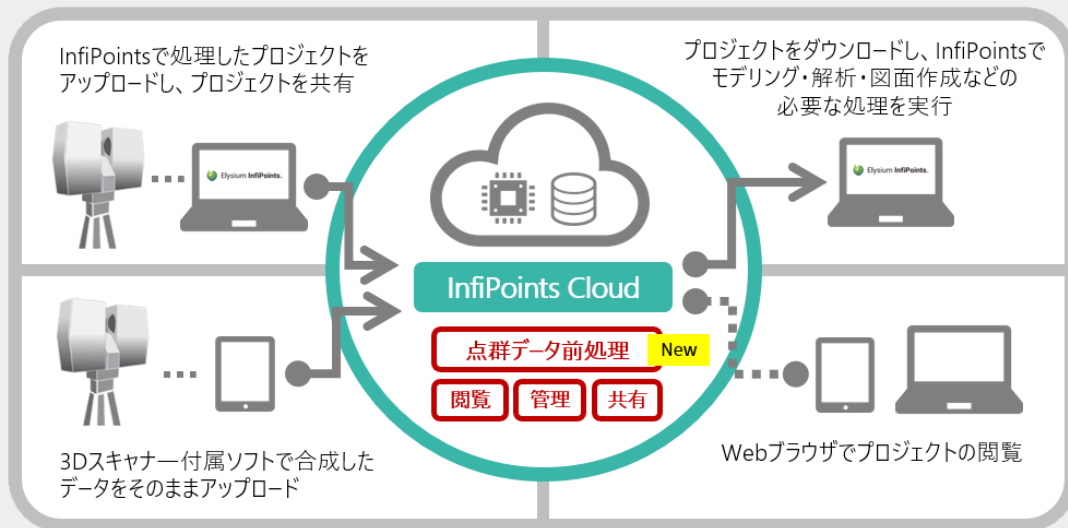 InfiPointsで処理したプロジェクトを
アップロードし、プロジェクトを共有
Elysium InfiPoints.
プロジェクトをダウンロードし、InfiPointsで
モデリング・解析・図面作成などの
必要な処理を実行
Elysium InfiPoints.
InfiPoints Cloud
点群データ前処理
New
閲覧
管理
共有
3Dスキャナー付属ソフトで合成した
データをそのままアップロード
Webブラウザでプロジェクトの閲覧